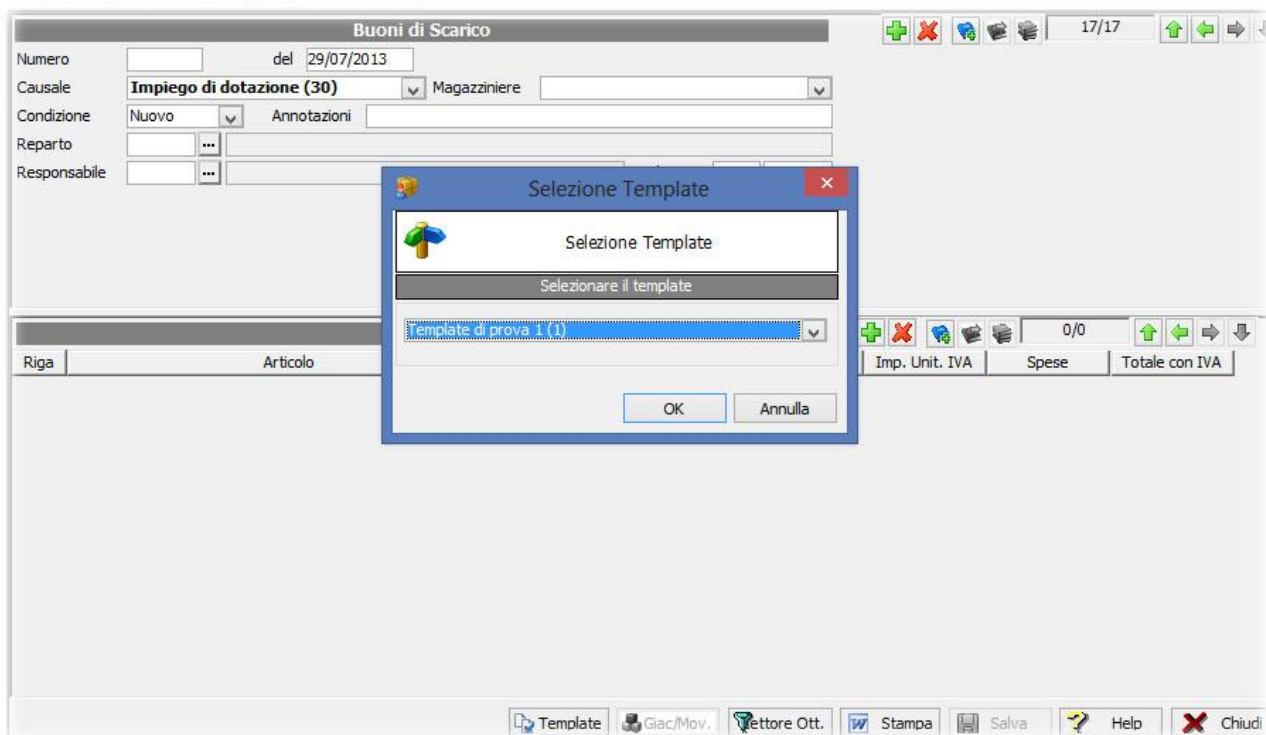 Buoni di Scarico
17/17
Numero del 29/07/2013
Causale Impiego di dotazione (30) Magazziniere
Condizione Nuovo Annotazioni
Reparto
Responsabile
Selezione Template
Selezione Template
Selezionare il template
Template di prova 1 (1)
OK Annulla
0/0
Riga Articolo Imp. Unit. IVA Spese Totale con IVA
Template Giac/Mov. Lettore Ott. Stampa Salva Help Chiudi